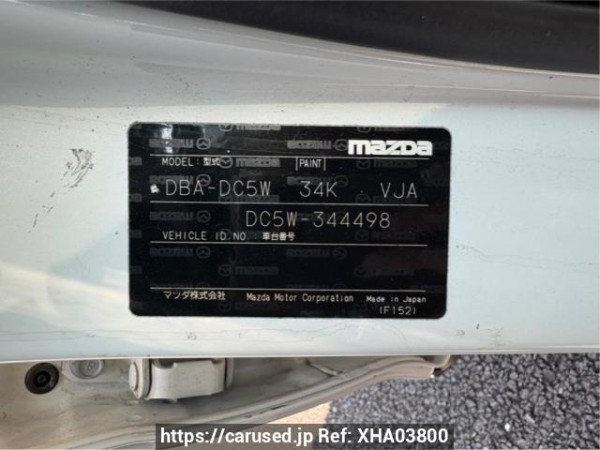 mazda
MODEL: 型式 PAINT
DBA-DC5W 34K VJA
DC5W-344498
VEHICLE ID.NO. 車台番号
マツダ株式会社 Mazda Motor Corporation Made in Japan
(F152)
https://carused.jp Ref: XHA03800